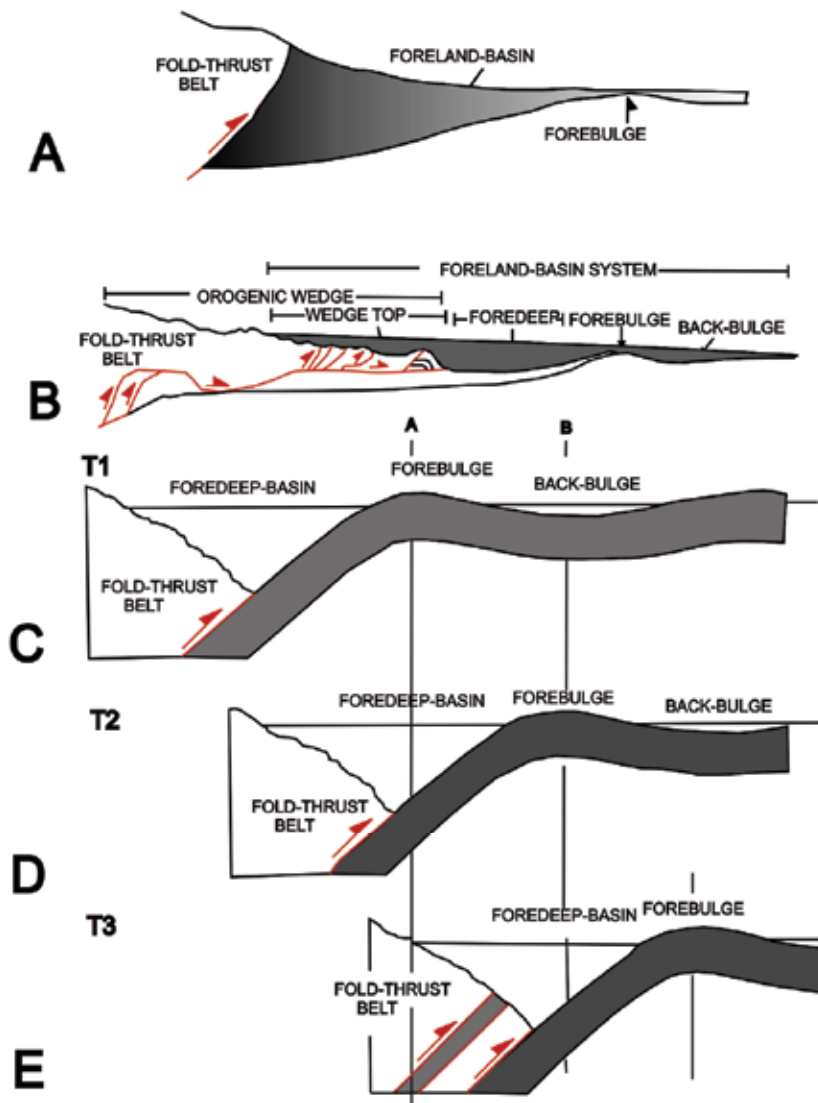 FOLD-THRUST
BELT
FORELAND-BASIN
FOREBULGE
A
FORELAND-BASIN SYSTEM
OROGENIC WEDGE
WEDGE TOP
FOREDEEP
FOREBULGE
BACK-BULGE
FOLD-THRUST
BELT
B
A
B
T1
FOREDEEP-BASIN
FOREBULGE
BACK-BULGE
FOLD-THRUST
BELT
C
T2
FOREDEEP-BASIN
FOREBULGE
BACK-BULGE
FOLD-THRUST
BELT
D
T3
FOREDEEP-BASIN
FOREBULGE
FOLD-THRUST
BELT
E